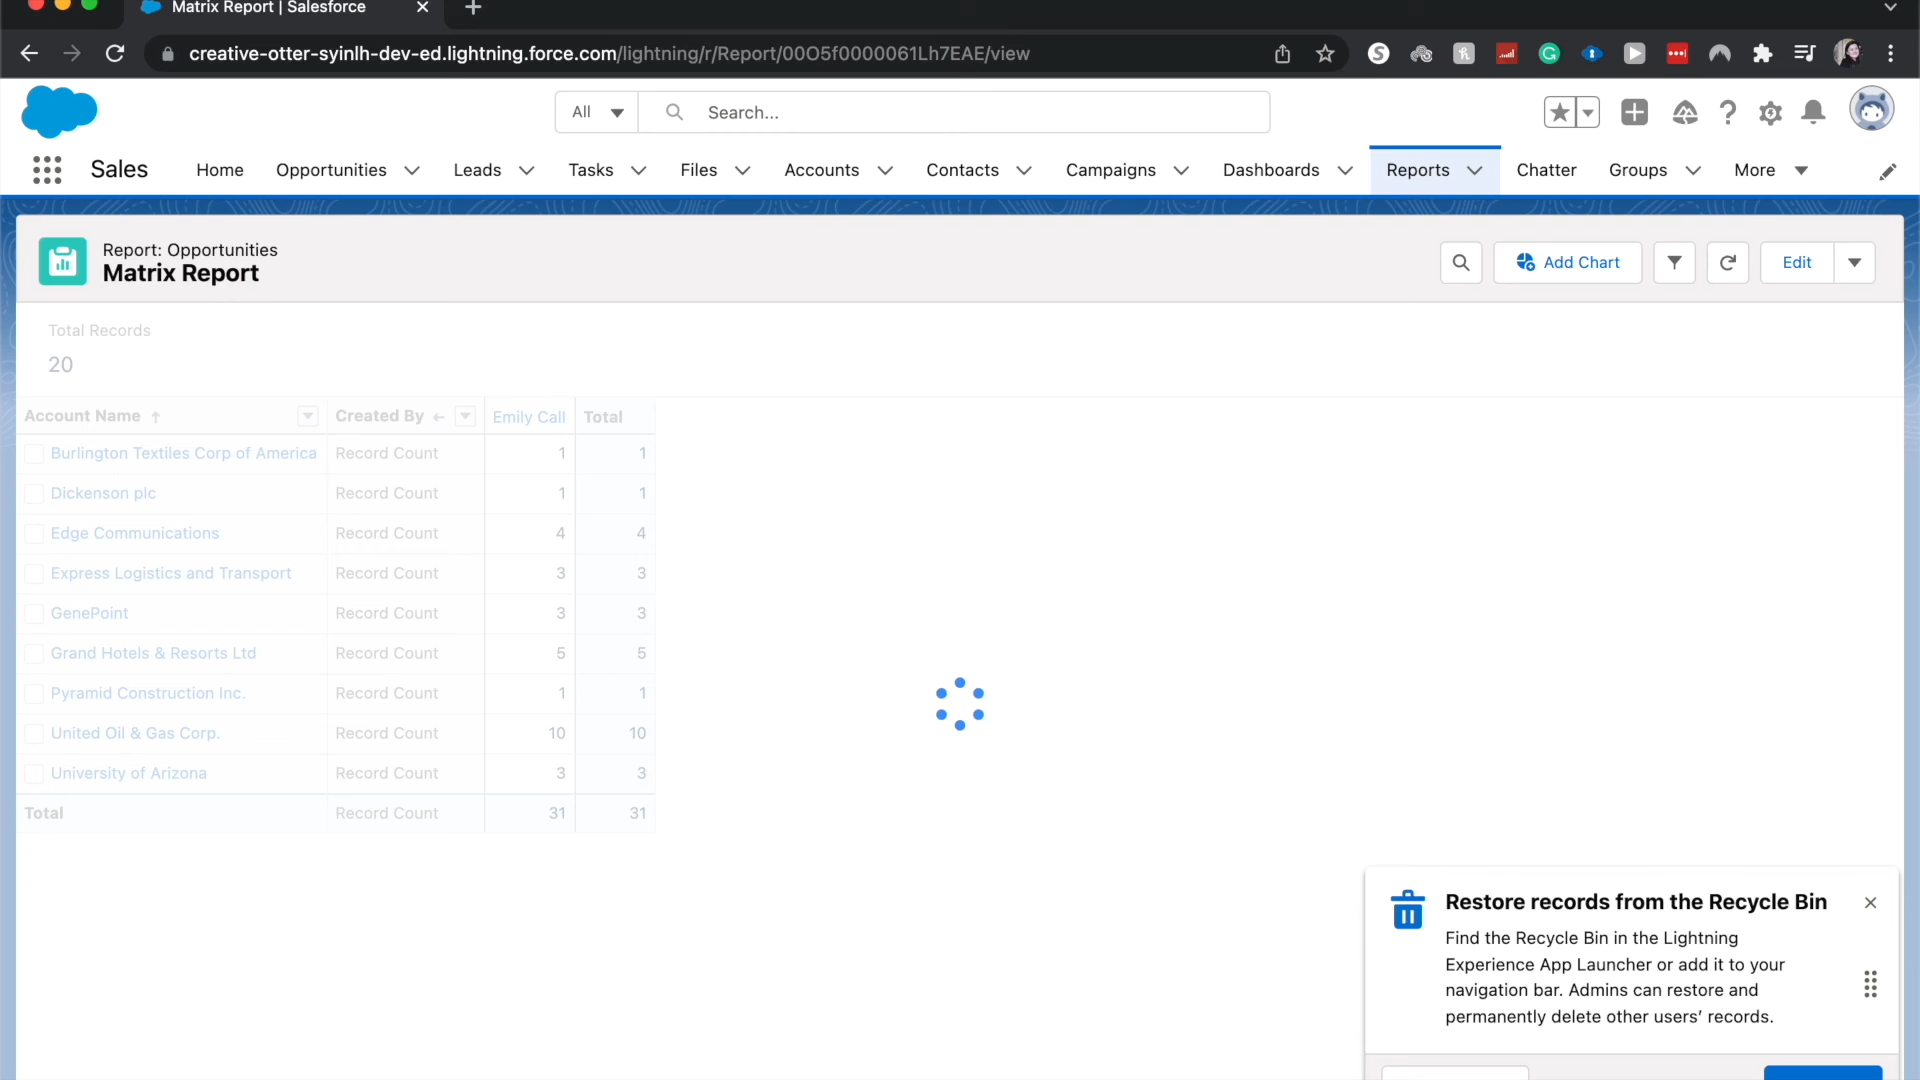 Matrix Report | Salesforce
creative-otter-syinlh-dev-ed.lightning.force.com/lightning/r/Report/00O5f0000061Lh7EAE/view
All Search...
Sales Home Opportunities Leads Tasks Files Accounts Contacts Campaigns Dashboards Reports Chatter Groups More
Report: Opportunities
Matrix Report
Add Chart Edit
Total Records
20
Account Name Created By Emily Call Total
Burlington Textiles Corp of America Record Count 1 1
Dickenson plc Record Count 1 1
Edge Communications Record Count 4 4
Express Logistics and Transport Record Count 3 3
GenePoint Record Count 3 3
Grand Hotels & Resorts Ltd Record Count 5 5
Pyramid Construction Inc. Record Count 1 1
United Oil & Gas Corp. Record Count 10 10
University of Arizona Record Count 3 3
Total Record Count 31 31
Restore records from the Recycle Bin
Find the Recycle Bin in the Lightning
Experience App Launcher or add it to your
navigation bar. Admins can restore and
permanently delete other users’ records.